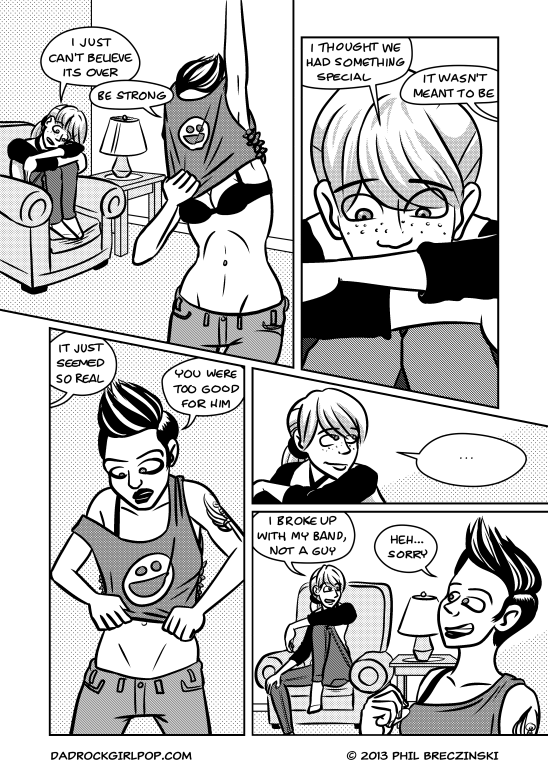 I JUST
CAN'T BELIEVE
ITS OVER
BE STRONG
I THOUGHT WE
HAD SOMETHING
SPECIAL
IT WASN'T
MEANT TO BE
IT JUST
SEEMED
SO REAL
YOU WERE
TOO GOOD
FOR HIM
...
I BROKE UP
WITH MY BAND,
NOT A GUY
HEH...
SORRY
DADROCKGIRLPOP.COM
© 2013 PHIL BRECZINSKI